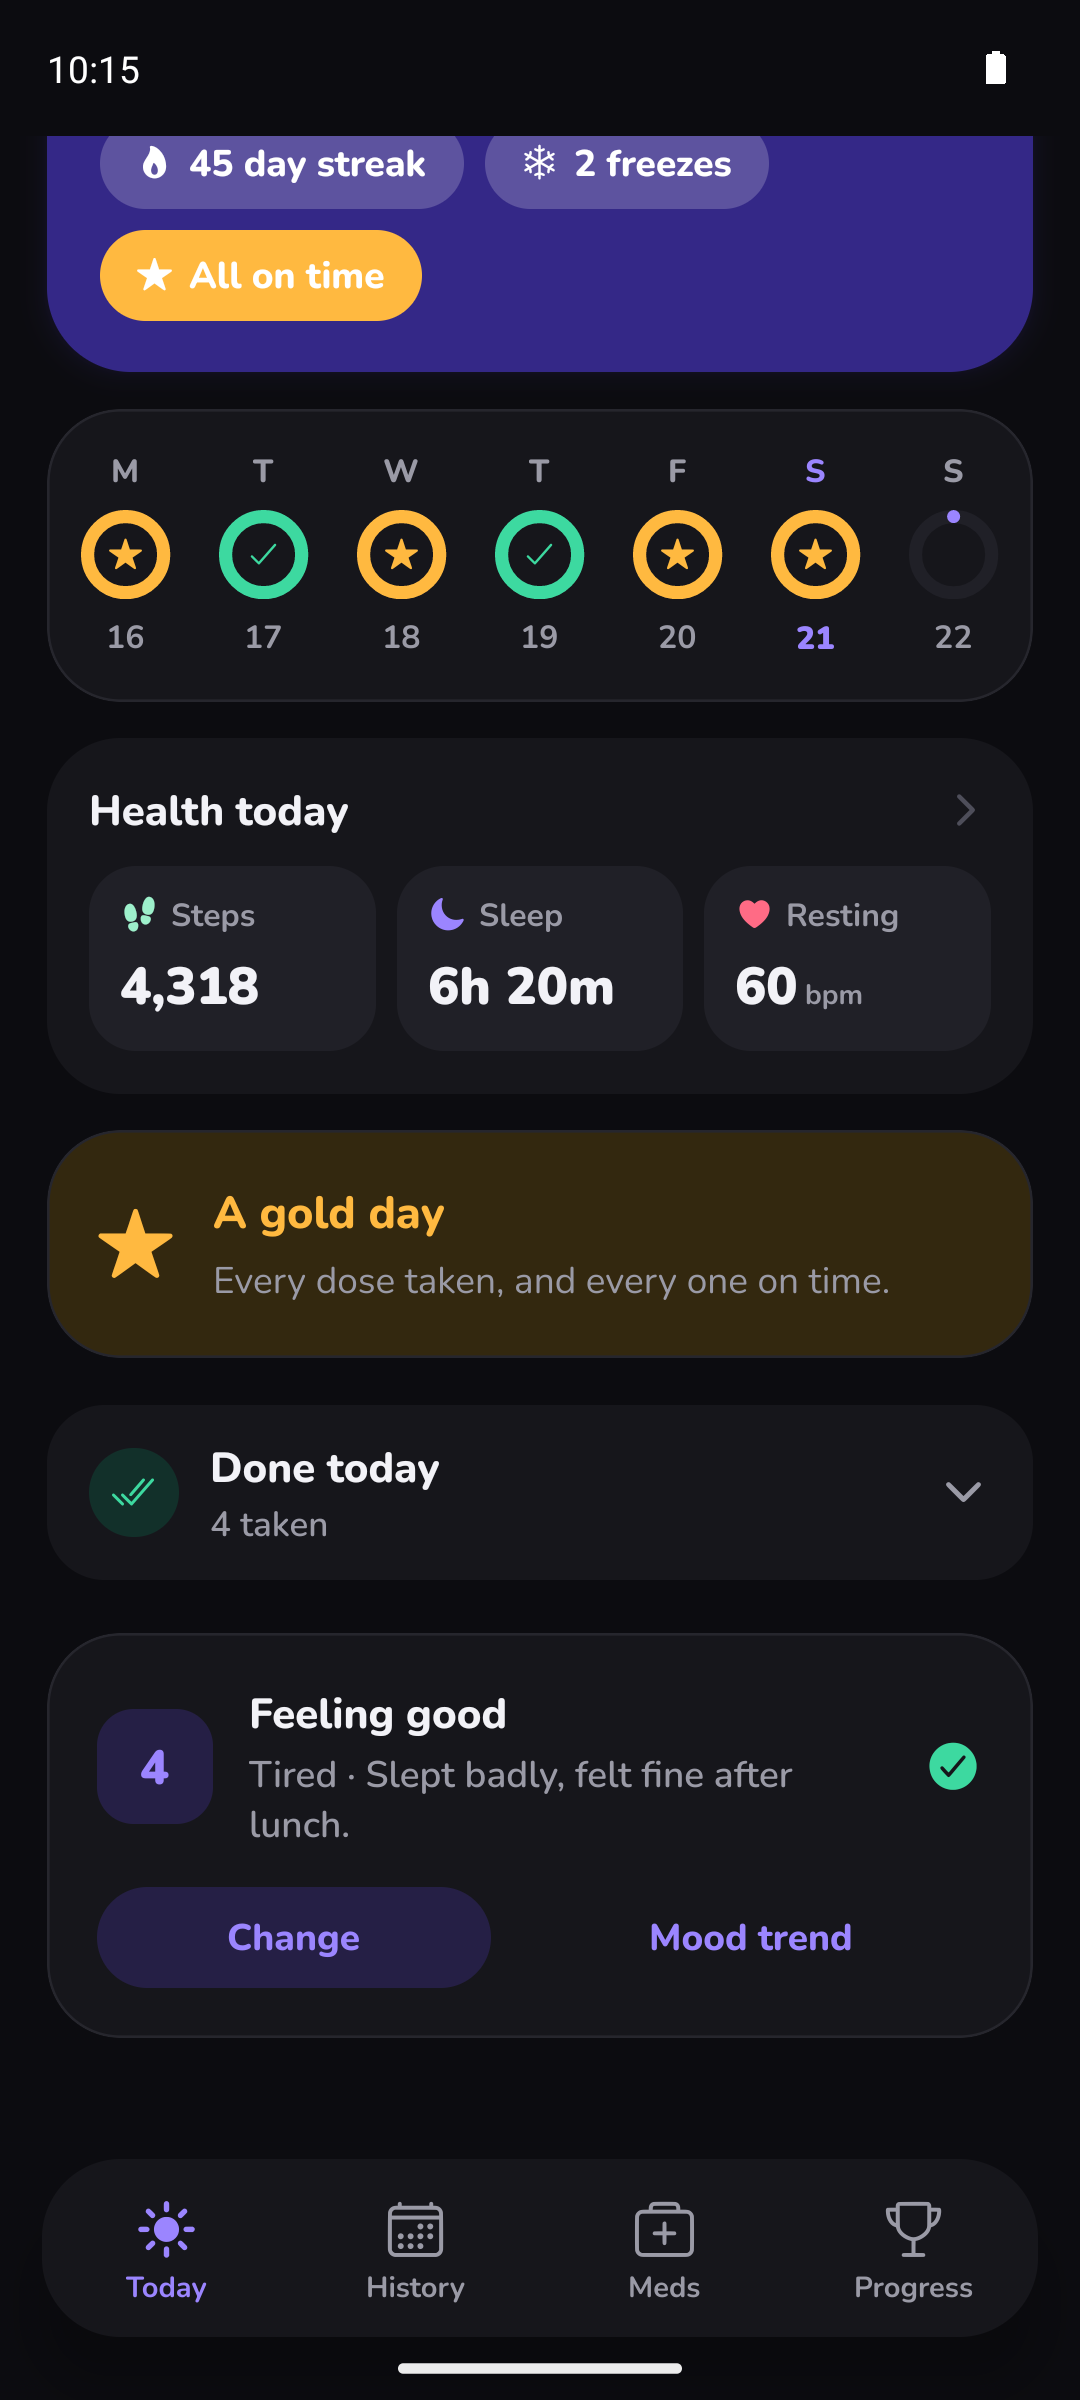 10:15
45 day streak
2 freezes
All on time
M T W T F S S
16 17 18 19 20 21 22
Health today
Steps Sleep Resting
4,318 6h 20m 60 bpm
A gold day
Every dose taken, and every one on time.
Done today
4 taken
Feeling good
4
Tired · Slept badly, felt fine after
lunch.
Change Mood trend
Today History Meds Progress